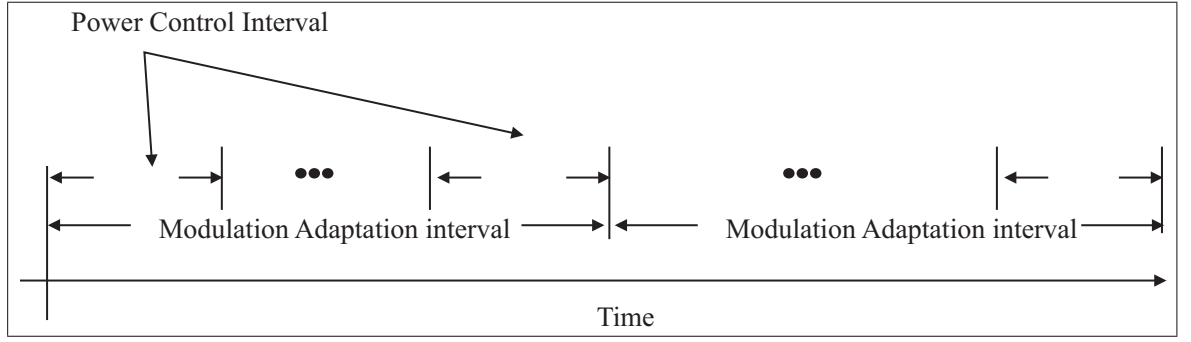 Power Control Interval
Modulation Adaptation interval
Modulation Adaptation interval
Time